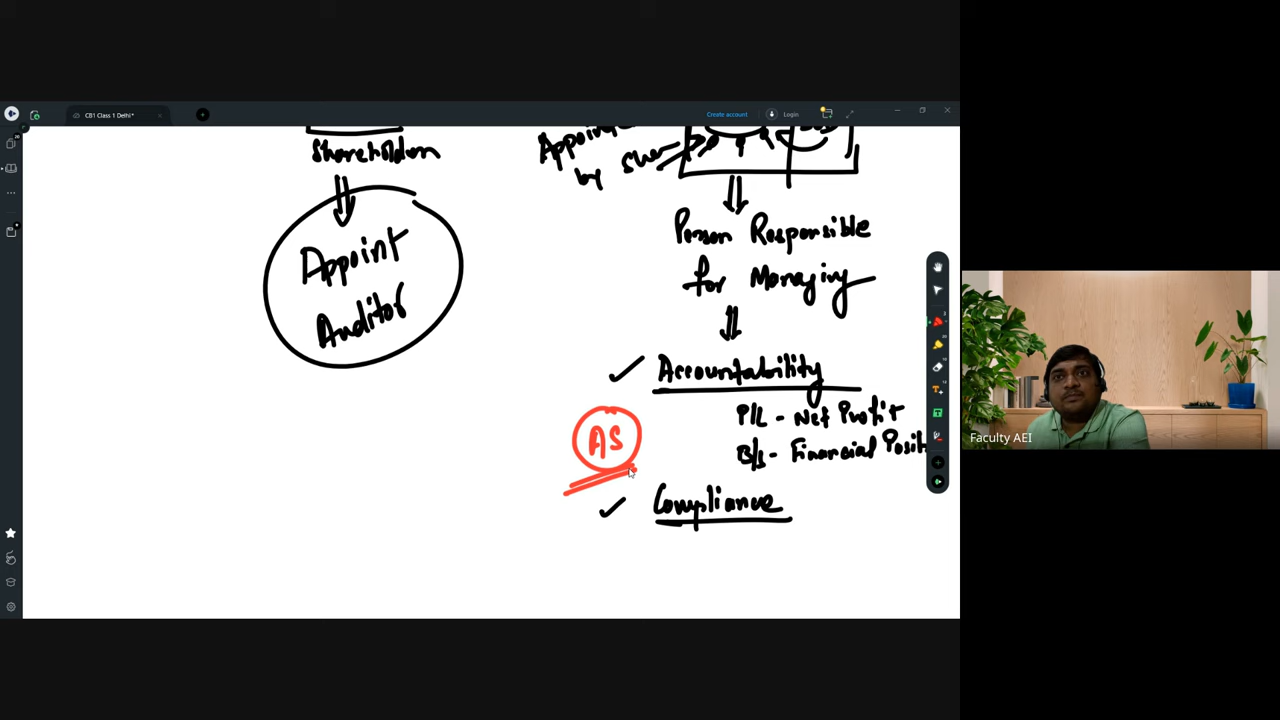 CB1 Class 1 Delhi*
Create account
Login
Shareholders
Appoint
Auditor
by
Person Responsible
for Managing
Accountability
P/L - Net Profit
B/S - Financial Posit
AS
Compliance
Faculty AEI